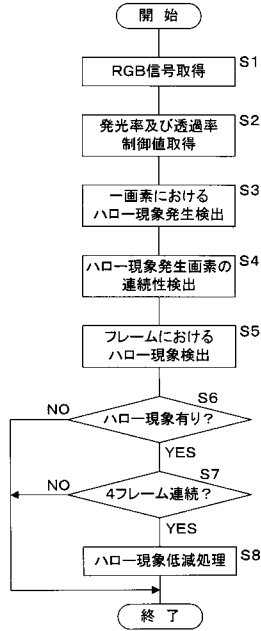 開 始
S1
RGB信号取得
S2
発光率及び透過率
制御値取得
S3
一画素における
ハロー現象発生検出
S4
ハロー現象発生画素の
連続性検出
S5
フレームにおける
ハロー現象検出
S6
NO
ハロー現象有り?
YES
S7
NO
4フレーム連続?
YES
S8
ハロー現象低減処理
終 了